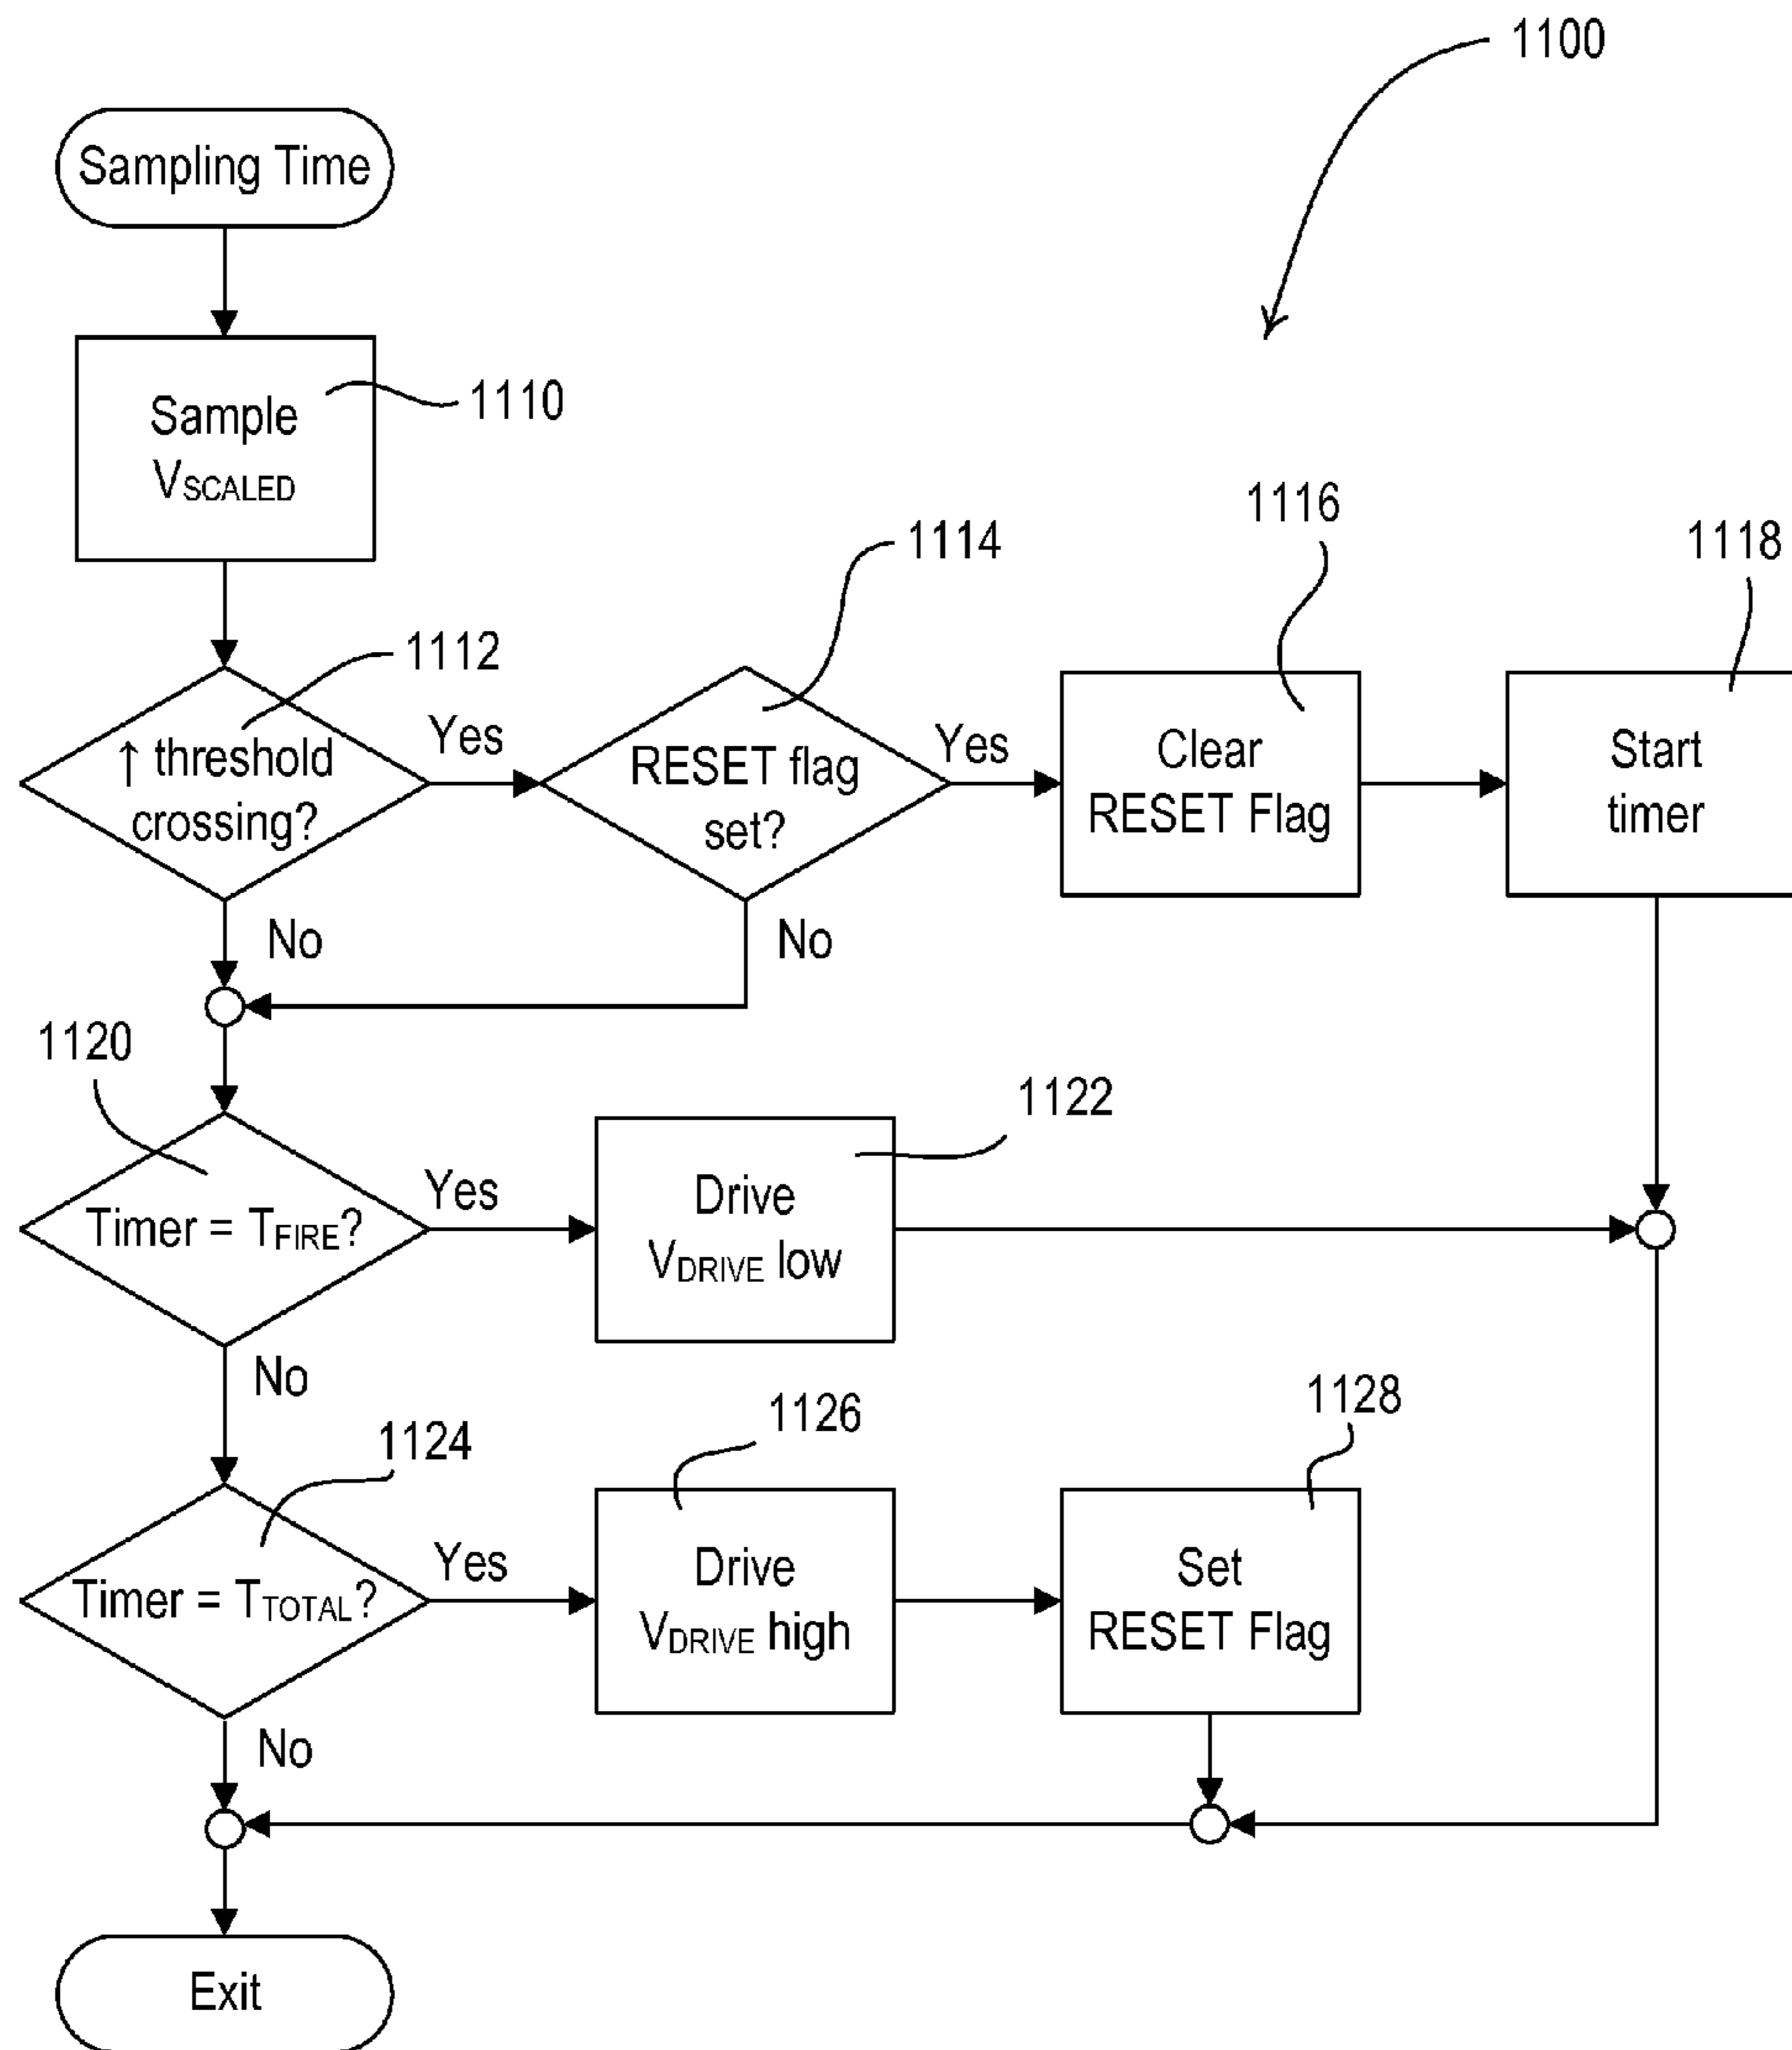 1100
Sampling Time
Sample
VSCALED
1110
1116
1114
1118
1112
↑ threshold
crossing?
Yes
RESET flag
set?
Yes
Clear
RESET Flag
Start
timer
No
No
1120
1122
Timer = TFIRE?
Yes
Drive
VDRIVE low
No
1124
1126
1128
Timer = TTOTAL?
Yes
Drive
VDRIVE high
Set
RESET Flag
No
Exit